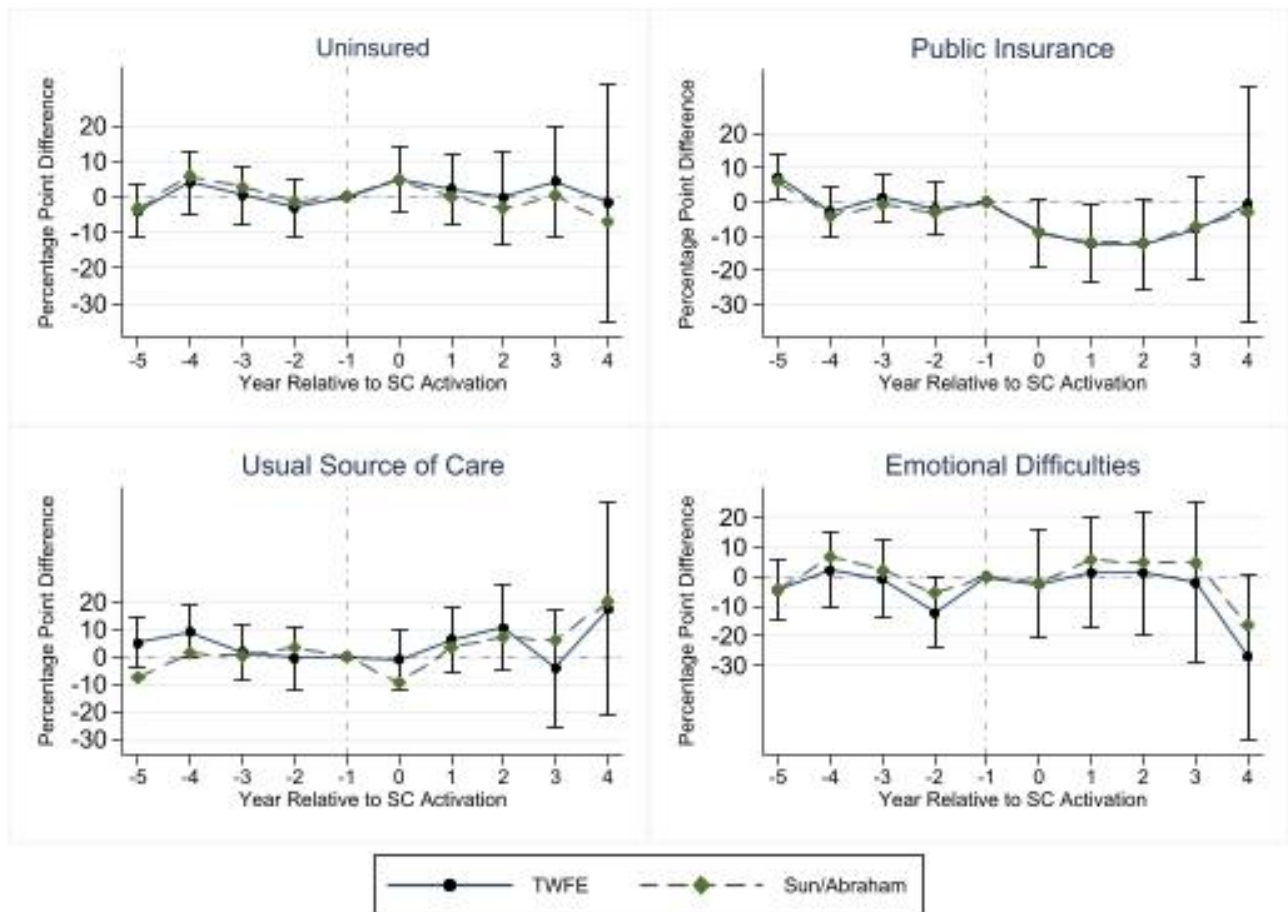 Uninsured
Percentage Point Difference
20
10
0
-10
-20
-30
-5 -4 -3 -2 -1 0 1 2 3 4
Year Relative to SC Activation
Public Insurance
Percentage Point Difference
20
10
0
-10
-20
-30
-5 -4 -3 -2 -1 0 1 2 3 4
Year Relative to SC Activation
Usual Source of Care
Percentage Point Difference
20
10
0
-10
-20
-30
-5 -4 -3 -2 -1 0 1 2 3 4
Year Relative to SC Activation
Emotional Difficulties
Percentage Point Difference
20
10
0
-10
-20
-30
-5 -4 -3 -2 -1 0 1 2 3 4
Year Relative to SC Activation
TWFE Sun/Abraham